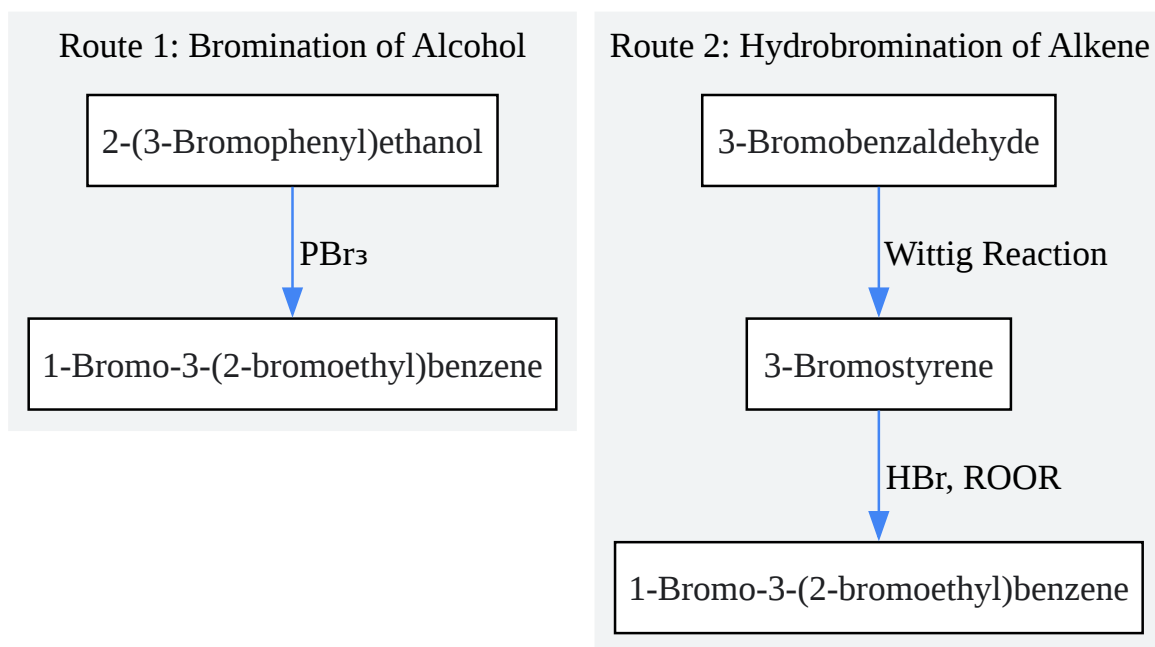 Route 1: Bromination of Alcohol
2-(3-Bromophenyl)ethanol
PBr₃
1-Bromo-3-(2-bromoethyl)benzene
Route 2: Hydrobromination of Alkene
3-Bromobenzaldehyde
Wittig Reaction
3-Bromostyrene
HBr, ROOR
1-Bromo-3-(2-bromoethyl)benzene